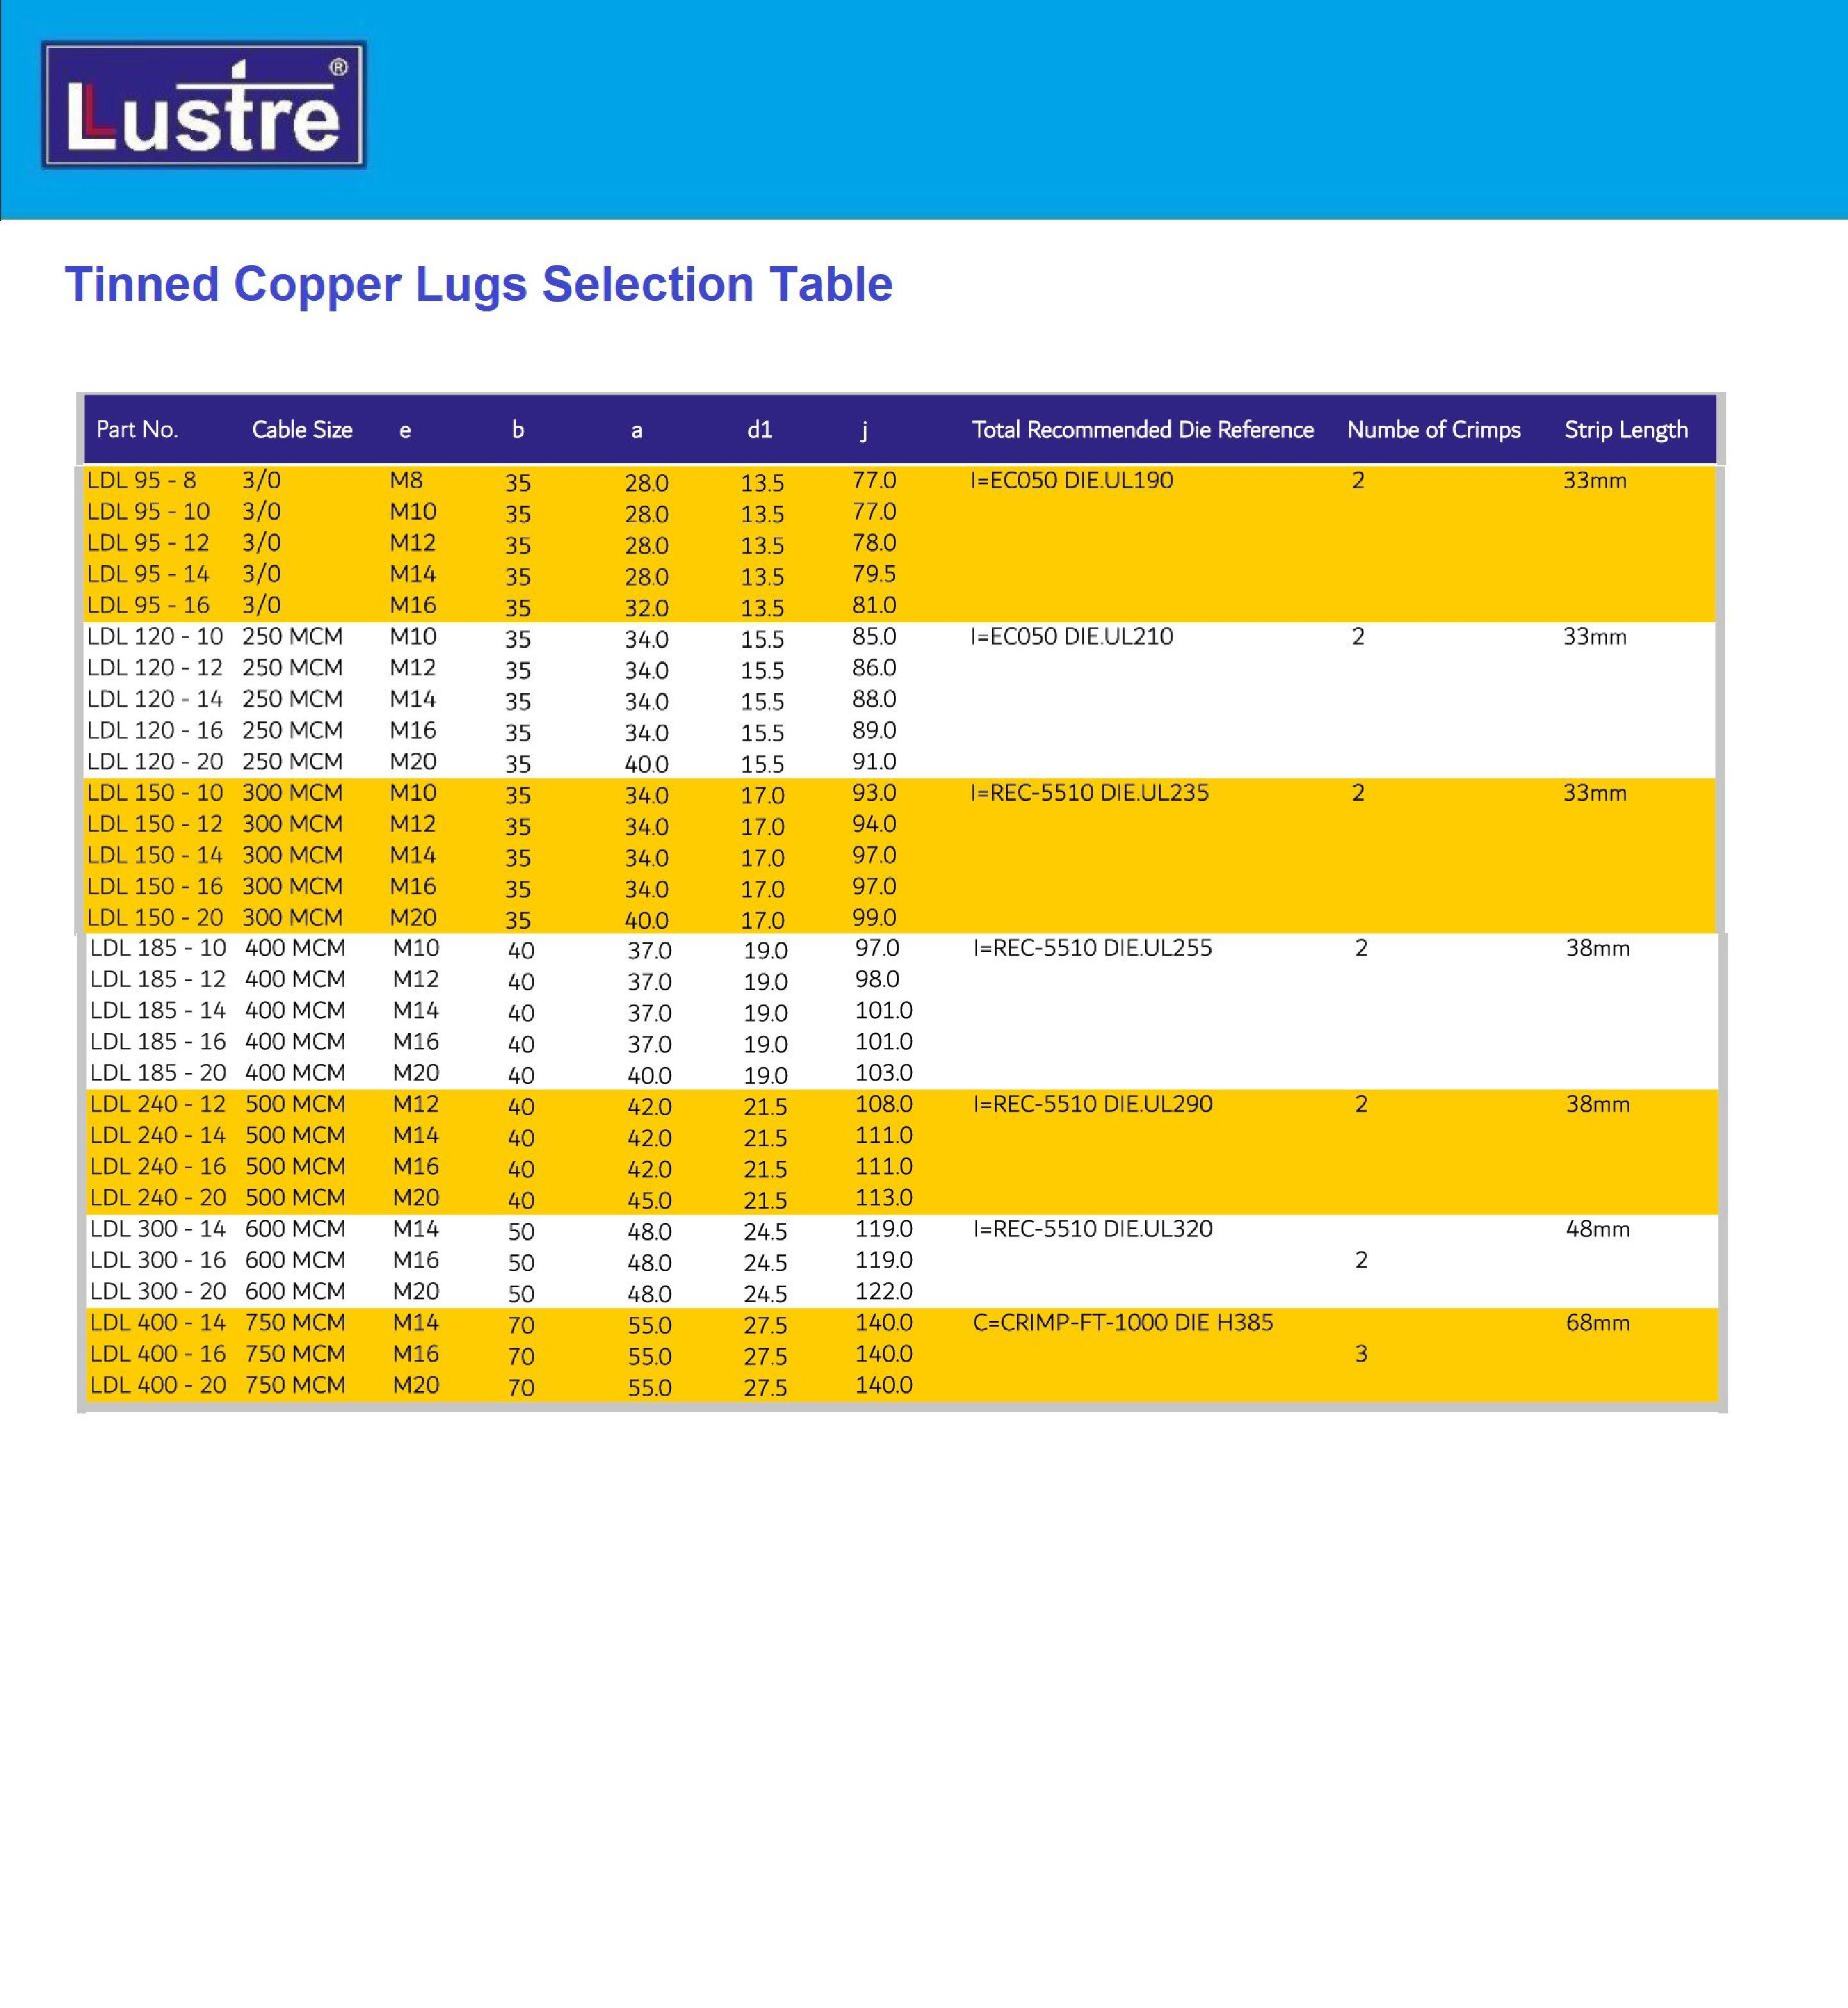 Lustre ®
Tinned Copper Lugs Selection Table
Part No. Cable Size e b a d1 j Total Recommended Die Reference Numbe of Crimps Strip Length
LDL 95 - 8 3/0 M8 35 28.0 13.5 77.0 I=EC050 DIE.UL190 2 33mm
LDL 95 - 10 3/0 M10 35 28.0 13.5 77.0
LDL 95 - 12 3/0 M12 35 28.0 13.5 78.0
LDL 95 - 14 3/0 M14 35 28.0 13.5 79.5
LDL 95 - 16 3/0 M16 35 32.0 13.5 81.0
LDL 120 - 10 250 MCM M10 35 34.0 15.5 85.0 I=EC050 DIE.UL210 2 33mm
LDL 120 - 12 250 MCM M12 35 34.0 15.5 86.0
LDL 120 - 14 250 MCM M14 35 34.0 15.5 88.0
LDL 120 - 16 250 MCM M16 35 34.0 15.5 89.0
LDL 120 - 20 250 MCM M20 35 40.0 15.5 91.0
LDL 150 - 10 300 MCM M10 35 34.0 17.0 93.0 I=REC-5510 DIE.UL235 2 33mm
LDL 150 - 12 300 MCM M12 35 34.0 17.0 94.0
LDL 150 - 14 300 MCM M14 35 34.0 17.0 97.0
LDL 150 - 16 300 MCM M16 35 34.0 17.0 97.0
LDL 150 - 20 300 MCM M20 35 40.0 17.0 99.0
LDL 185 - 10 400 MCM M10 40 37.0 19.0 97.0 I=REC-5510 DIE.UL255 2 38mm
LDL 185 - 12 400 MCM M12 40 37.0 19.0 98.0
LDL 185 - 14 400 MCM M14 40 37.0 19.0 101.0
LDL 185 - 16 400 MCM M16 40 37.0 19.0 101.0
LDL 185 - 20 400 MCM M20 40 40.0 19.0 103.0
LDL 240 - 12 500 MCM M12 40 42.0 21.5 108.0 I=REC-5510 DIE.UL290 2 38mm
LDL 240 - 14 500 MCM M14 40 42.0 21.5 111.0
LDL 240 - 16 500 MCM M16 40 42.0 21.5 111.0
LDL 240 - 20 500 MCM M20 40 45.0 21.5 113.0
LDL 300 - 14 600 MCM M14 50 48.0 24.5 119.0 I=REC-5510 DIE.UL320 48mm
LDL 300 - 16 600 MCM M16 50 48.0 24.5 119.0 2
LDL 300 - 20 600 MCM M20 50 48.0 24.5 122.0
LDL 400 - 14 750 MCM M14 70 55.0 27.5 140.0 C=CRIMP-FT-1000 DIE H385 68mm
LDL 400 - 16 750 MCM M16 70 55.0 27.5 140.0 3
LDL 400 - 20 750 MCM M20 70 55.0 27.5 140.0